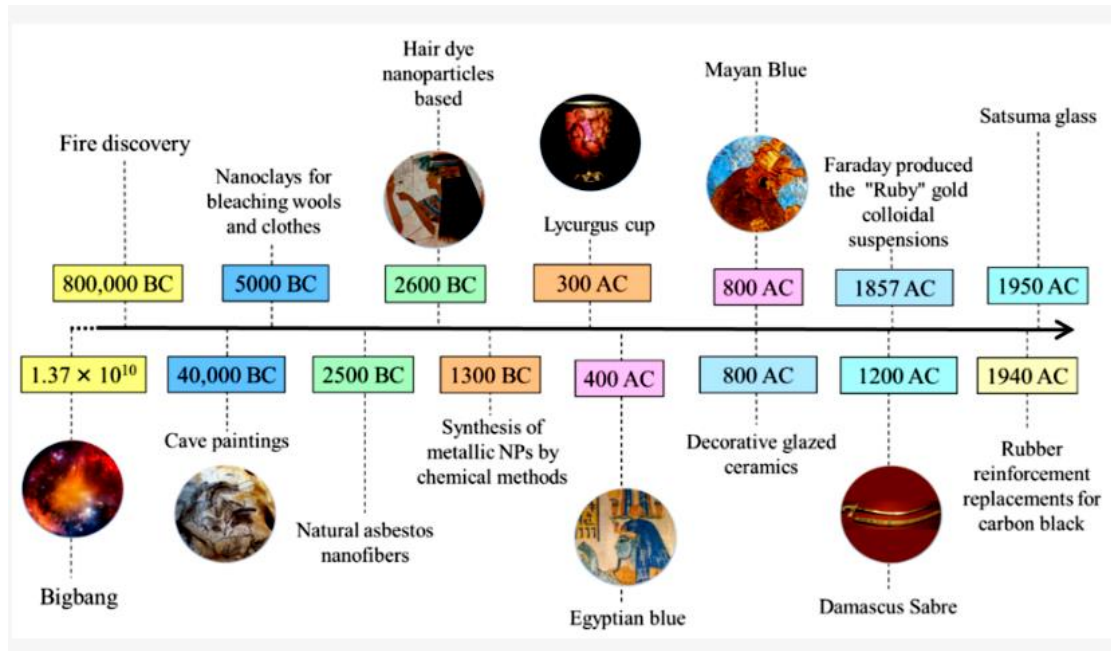 Hair dye
nanoparticles
based
Mayan Blue
Satsuma glass
Fire discovery
Nanoclays for
bleaching wools
and clothes
Lycurgus cup
Faraday produced
the "Ruby" gold
colloidal
suspensions
800,000 BC
5000 BC
2600 BC
300 AC
800 AC
1857 AC
1950 AC
1.37 × 10¹⁰
40,000 BC
2500 BC
1300 BC
400 AC
800 AC
1200 AC
1940 AC
Cave paintings
Synthesis of
metallic NPs by
chemical methods
Decorative glazed
ceramics
Rubber
reinforcement
replacements for
carbon black
Natural asbestos
nanofibers
Bigbang
Egyptian blue
Damascus Sabre